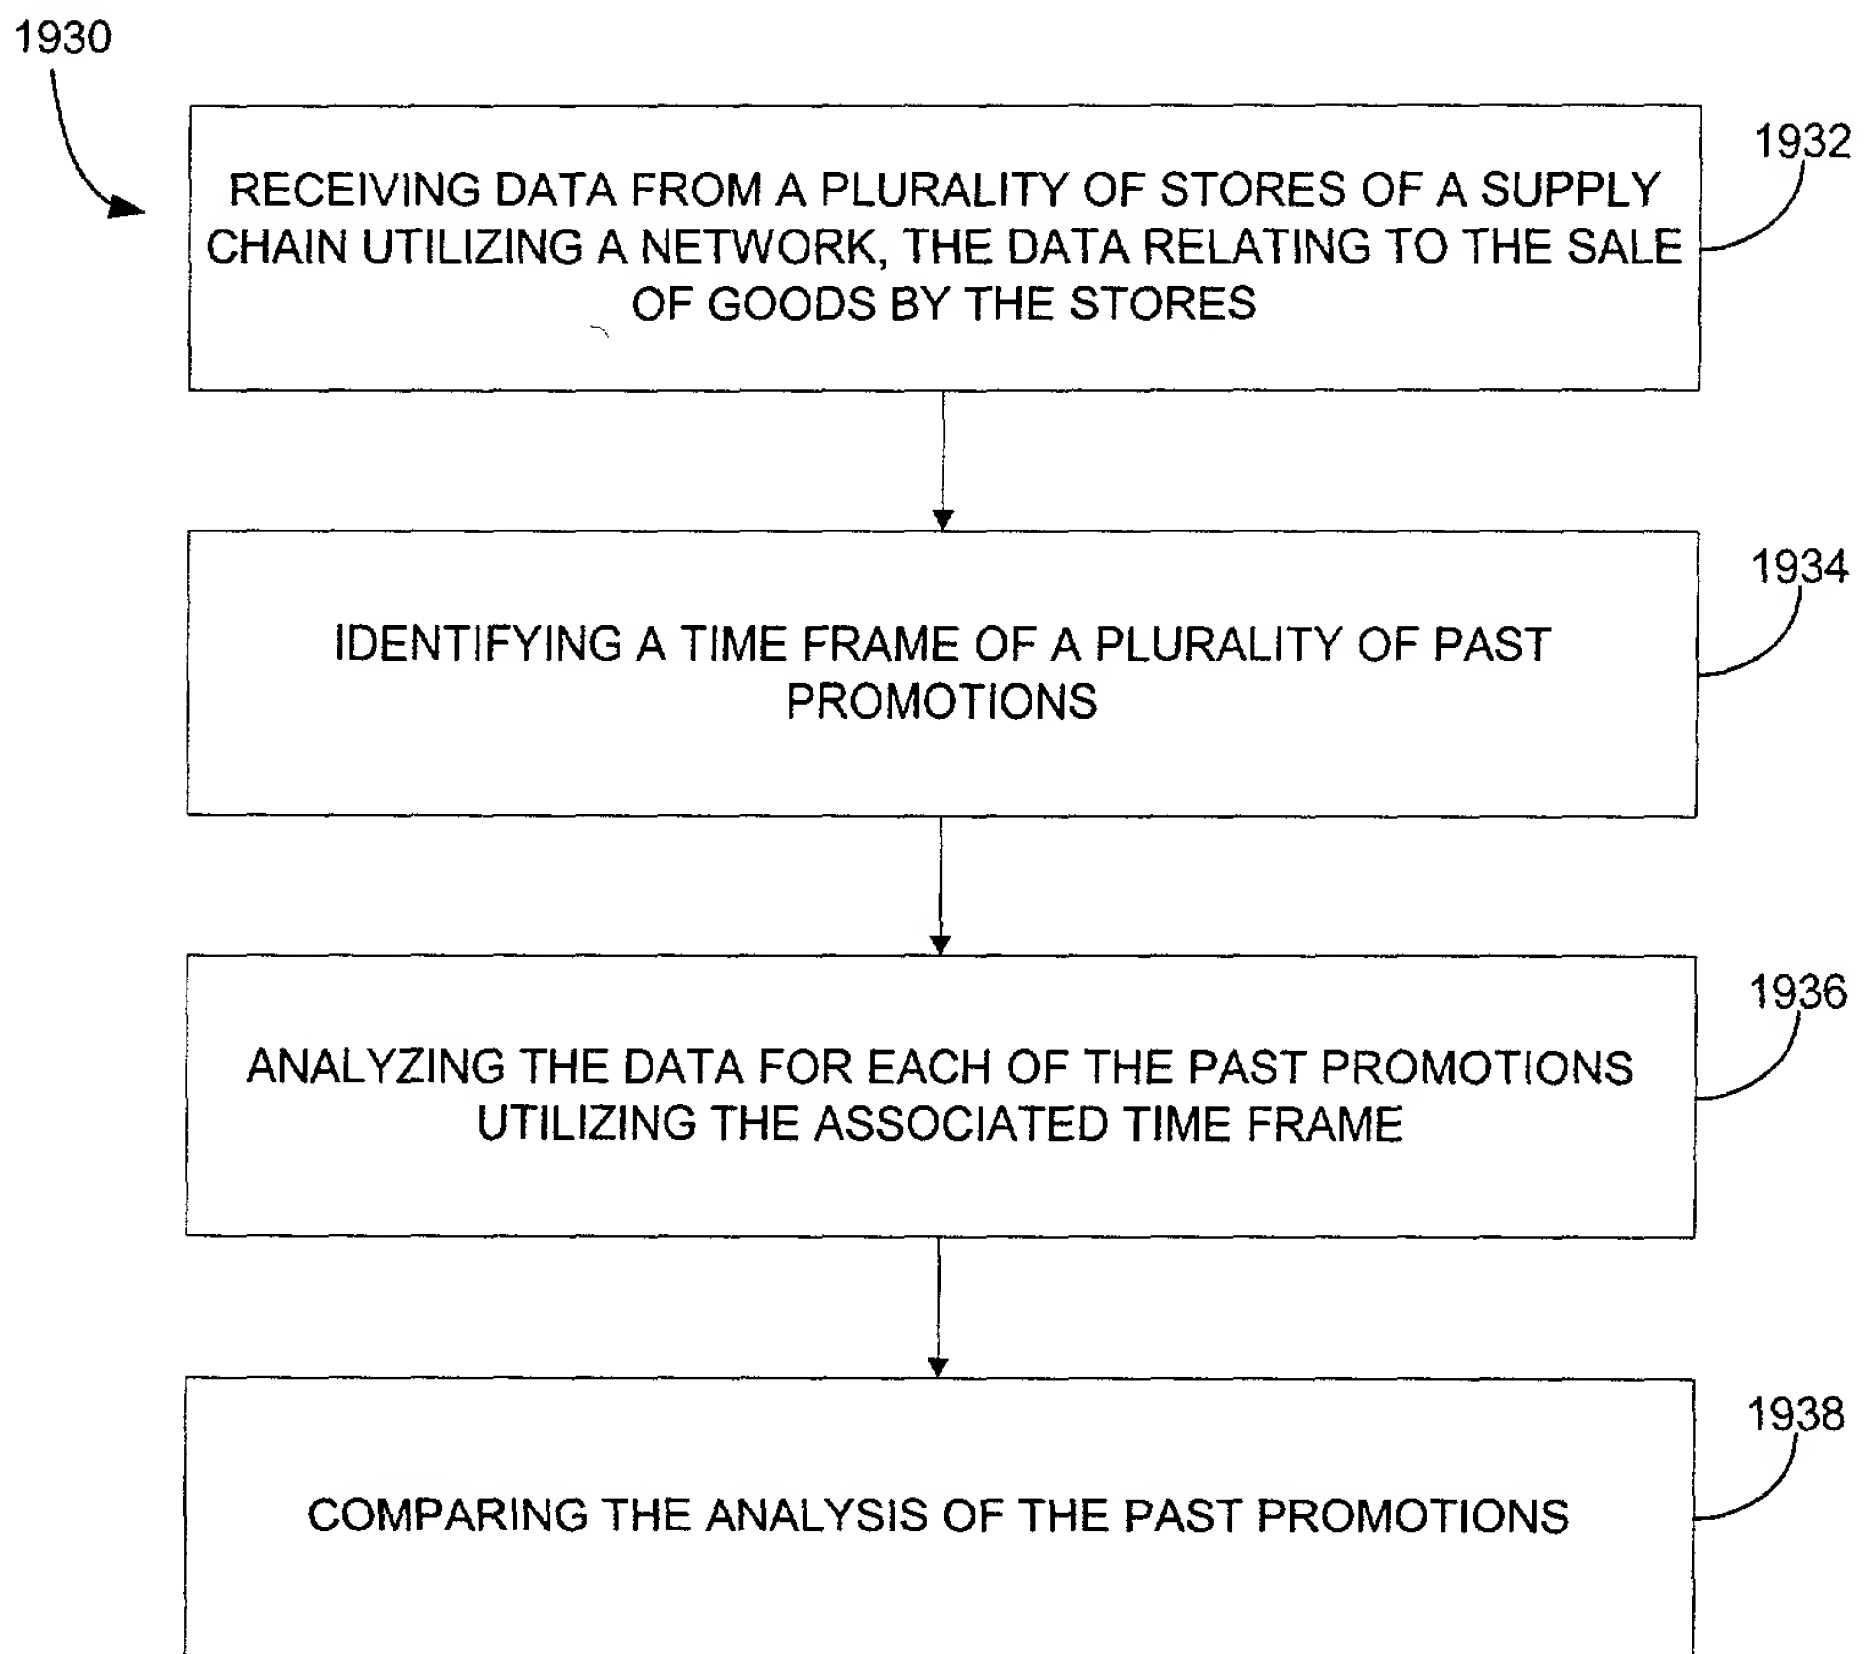 1930
1932
RECEIVING DATA FROM A PLURALITY OF STORES OF A SUPPLY
CHAIN UTILIZING A NETWORK, THE DATA RELATING TO THE SALE
OF GOODS BY THE STORES
1934
IDENTIFYING A TIME FRAME OF A PLURALITY OF PAST
PROMOTIONS
1936
ANALYZING THE DATA FOR EACH OF THE PAST PROMOTIONS
UTILIZING THE ASSOCIATED TIME FRAME
1938
COMPARING THE ANALYSIS OF THE PAST PROMOTIONS